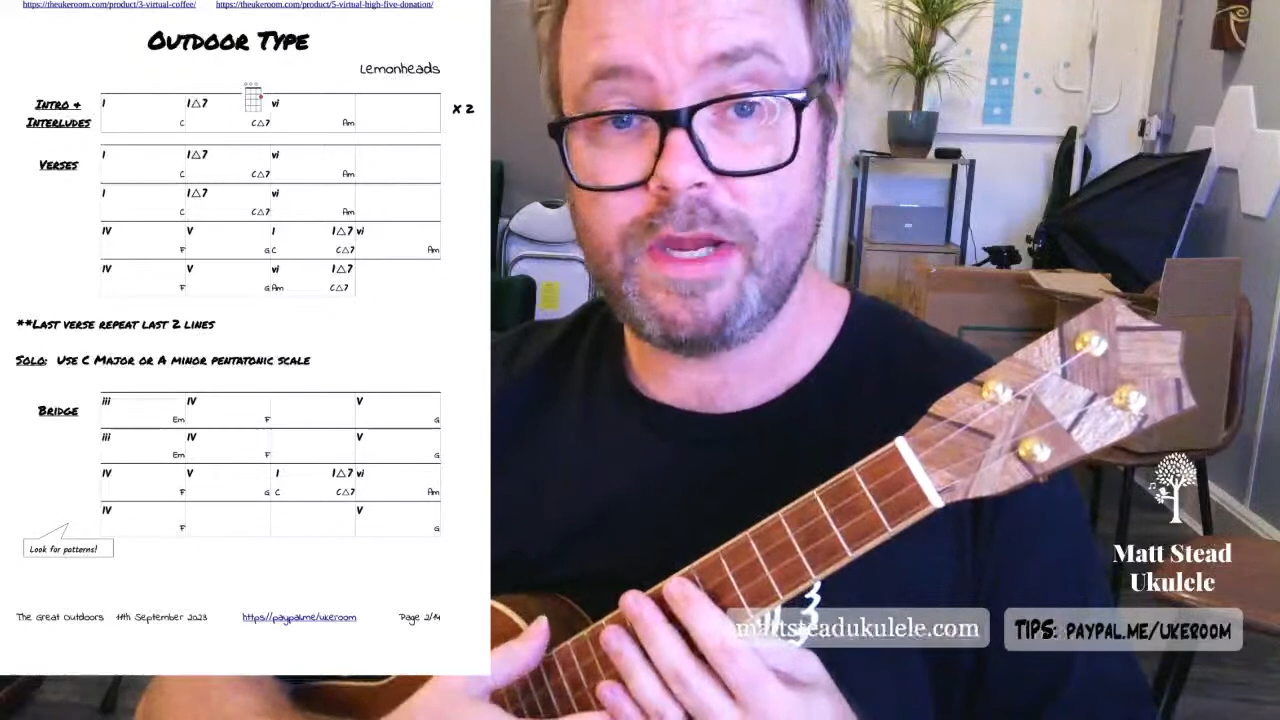 https://theukeroom.com/product/3-virtual-coffee/ https://theukeroom.com/product/5-virtual-high-five-donation/
Outdoor Type
Lemonheads
Intro + Interludes
I I△7 vi
C C△7 Am
X 2
Verses
I I△7 vi
C C△7 Am
I I△7 vi
C C△7 Am
IV V I I△7 vi
F G C C△7 Am
IV V vi I△7
F G Am C△7
**Last verse repeat last 2 lines
Solo: Use C Major or A minor pentatonic scale
Bridge
iii IV V
Em F G
iii IV V
Em F G
IV V I I△7 vi
F G C C△7 Am
IV V
F G
Look for patterns!
The Great Outdoors 11th September 2023 https://paypal.me/ukeroom Page 2/14
Matt Stead
Ukulele
mattsteadukulele.com
TIPS: PAYPAL.ME/UKEROOM